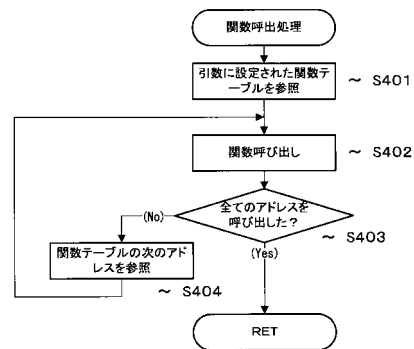 関数呼出処理
引数に設定された関数テ
ーブルを参照
～ S401
関数呼び出し
～ S402
全てのアドレスを
呼び出した？
～ S403
(No)
(Yes)
関数テーブルの次のアド
レスを参照
～ S404
RET